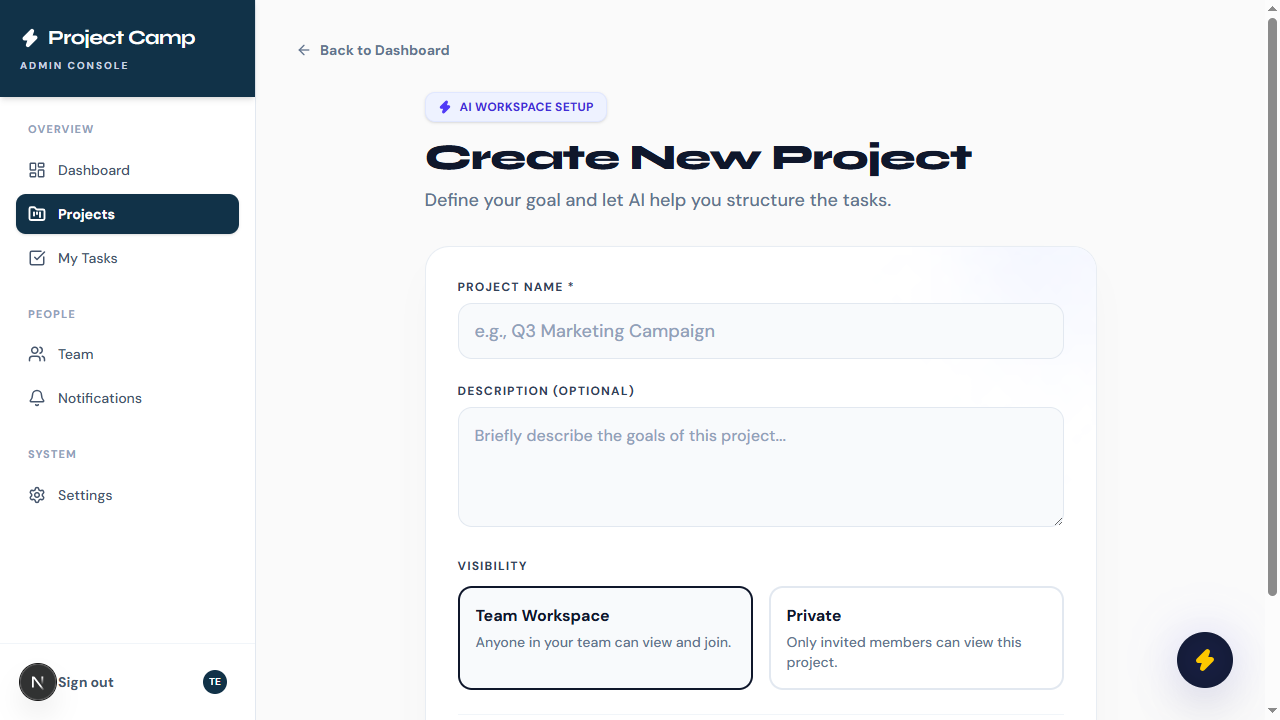 Project Camp
ADMIN CONSOLE
OVERVIEW
Dashboard
Projects
My Tasks
PEOPLE
Team
Notifications
SYSTEM
Settings
N
Sign out
TE
Back to Dashboard
AI WORKSPACE SETUP
Create New Project
Define your goal and let AI help you structure the tasks.
PROJECT NAME *
e.g., Q3 Marketing Campaign
DESCRIPTION (OPTIONAL)
Briefly describe the goals of this project...
VISIBILITY
Team Workspace
Anyone in your team can view and join.
Private
Only invited members can view this
project.